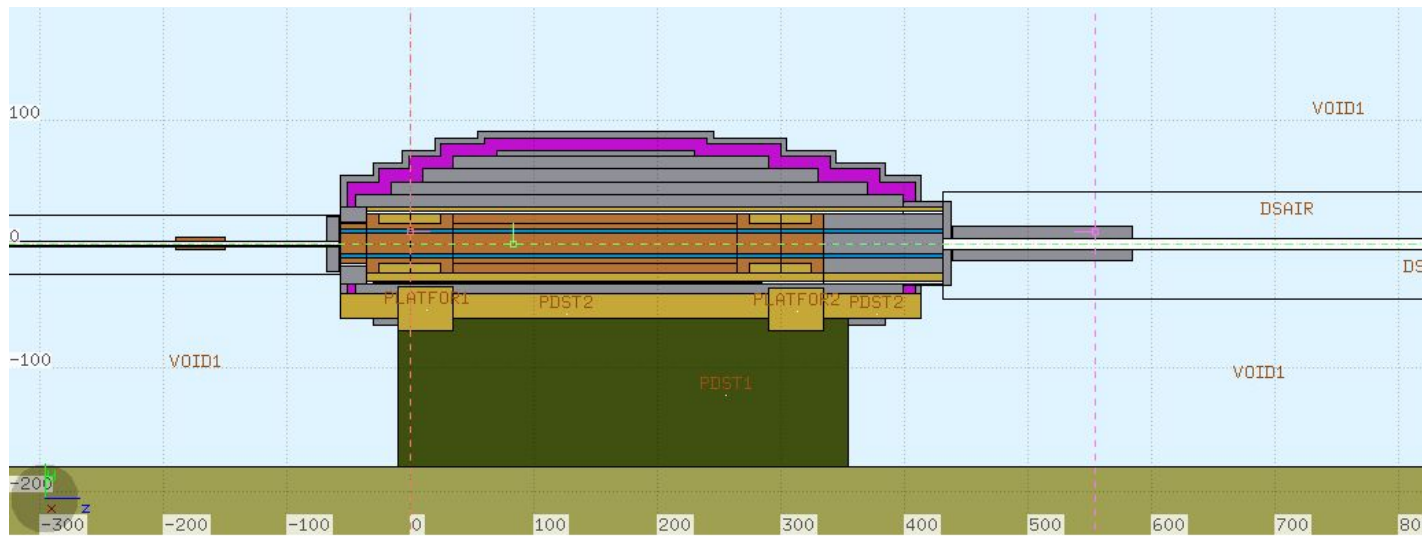 VOID1
100
DSAIR
0
DS
PLATFOR1
PDST2
PLATFOR2
PDST2
VOID1
-100
VOID1
PDST1
-200
y
x
z
-300
-200
-100
0
100
200
300
400
500
600
700
80